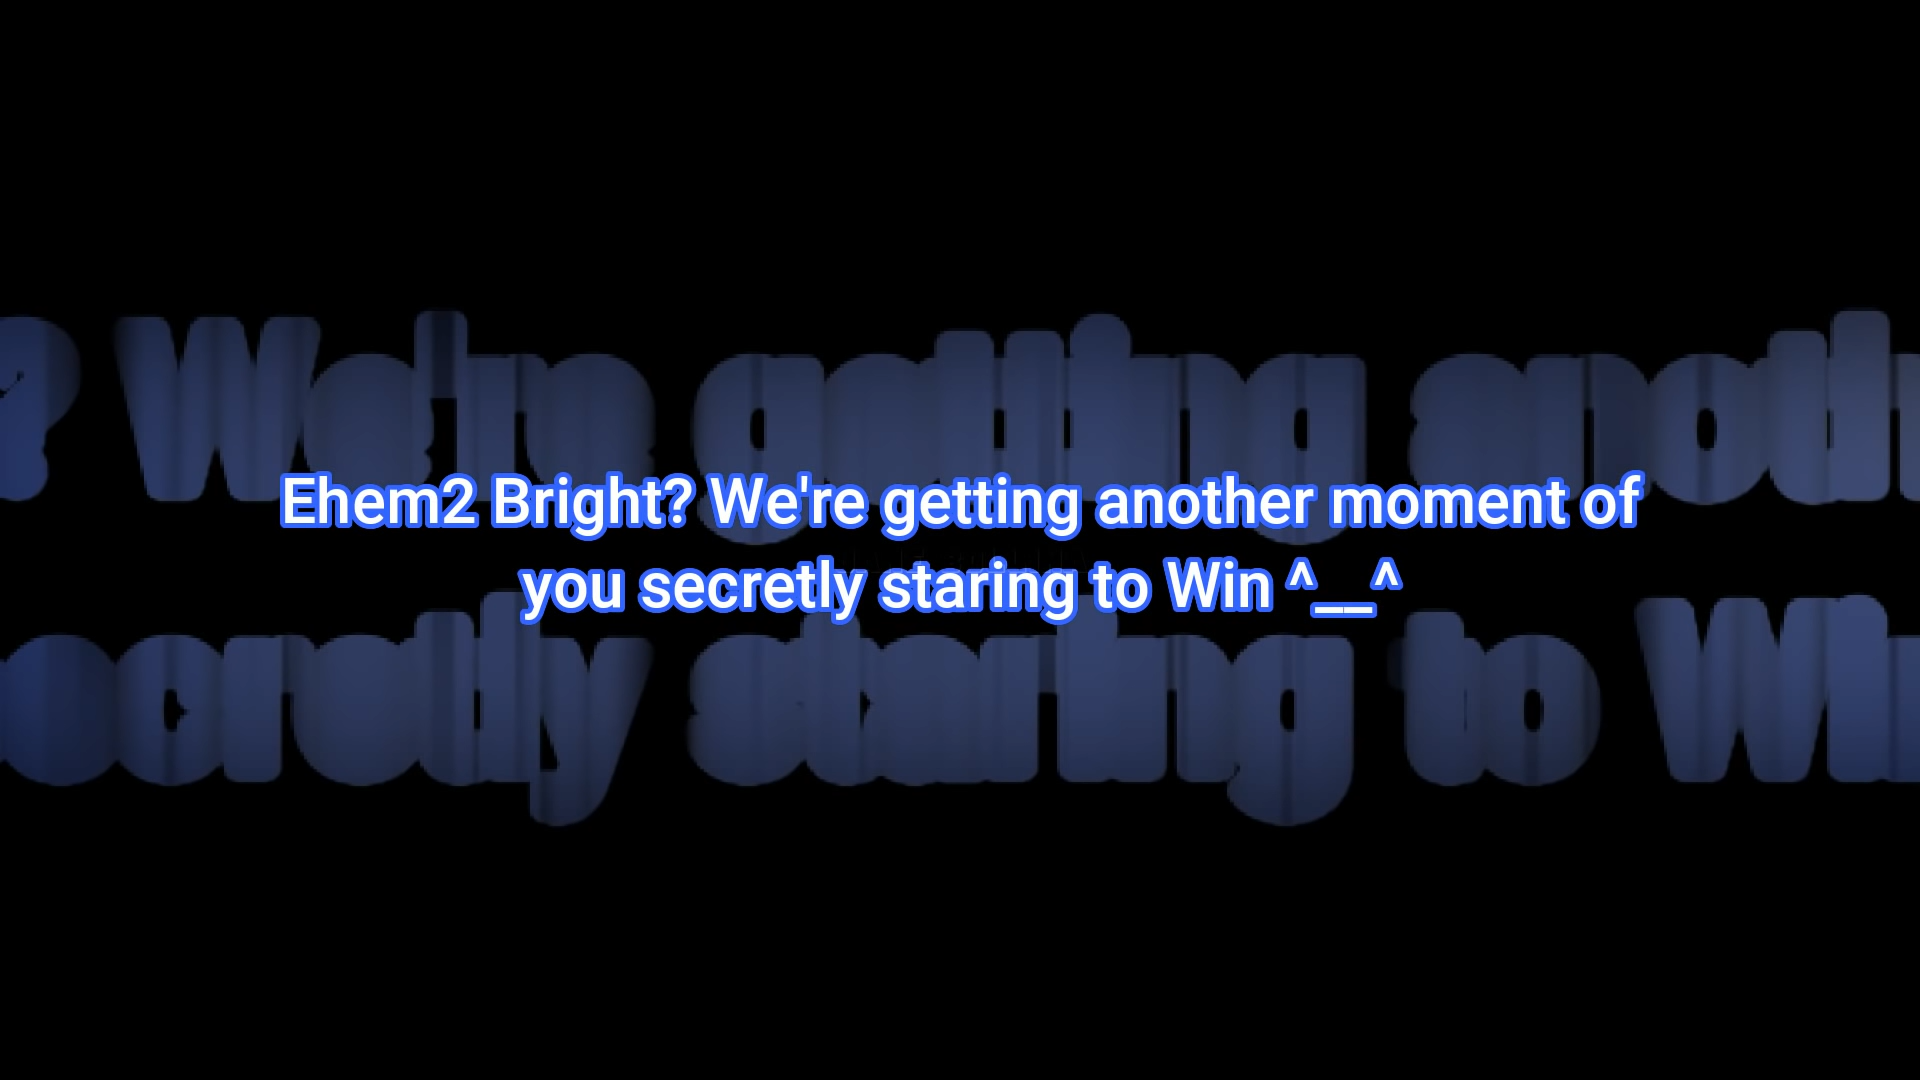 Ehem2 Bright? We're getting another moment of
you secretly staring to Win ^__^